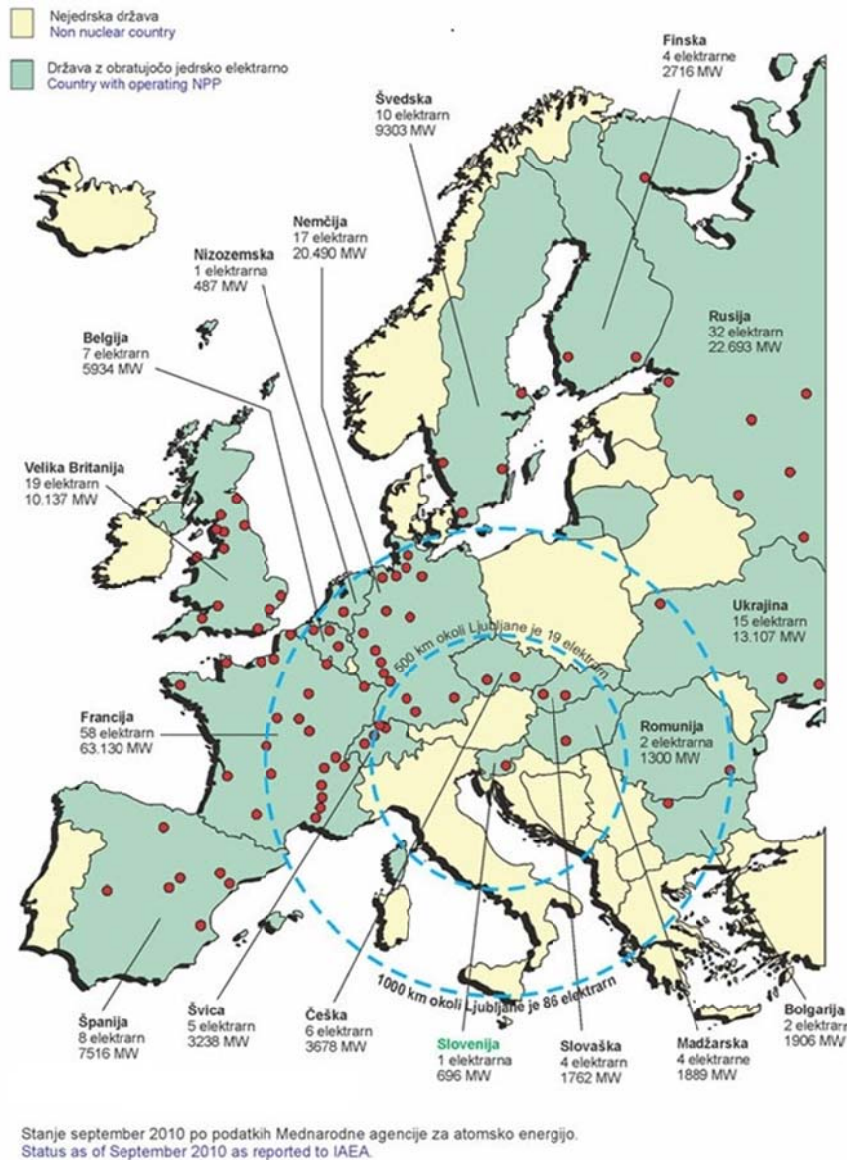 Nejedrska država
Non nuclear country
Država z obratujočo jedrsko elektrarno
Country with operating NPP
Finska
4 elektrarne
2716 MW
Švedska
10 elektrarn
9303 MW
Nemčija
17 elektrarn
20.490 MW
Nizozemska
1 elektrarna
487 MW
Belgija
7 elektrarn
5934 MW
Rusija
32 elektrarn
22.693 MW
Velika Britanija
19 elektrarn
10.137 MW
Ukrajina
15 elektrarn
13.107 MW
500 km okoli Ljubljane je 19 elektrarn
Francija
58 elektrarn
63.130 MW
Romunija
2 elektrarna
1300 MW
1000 km okoli Ljubljane je 86 elektrarn
Španija
8 elektrarn
7516 MW
Švica
5 elektrarn
3238 MW
Češka
6 elektrarn
3678 MW
Slovenija
1 elektrarna
696 MW
Slovaška
4 elektrarn
1762 MW
Madžarska
4 elektrarne
1889 MW
Bolgarija
2 elektrarn
1906 MW
Stanje september 2010 po podatkih Mednarodne agencije za atomsko energijo.
Status as of September 2010 as reported to IAEA.